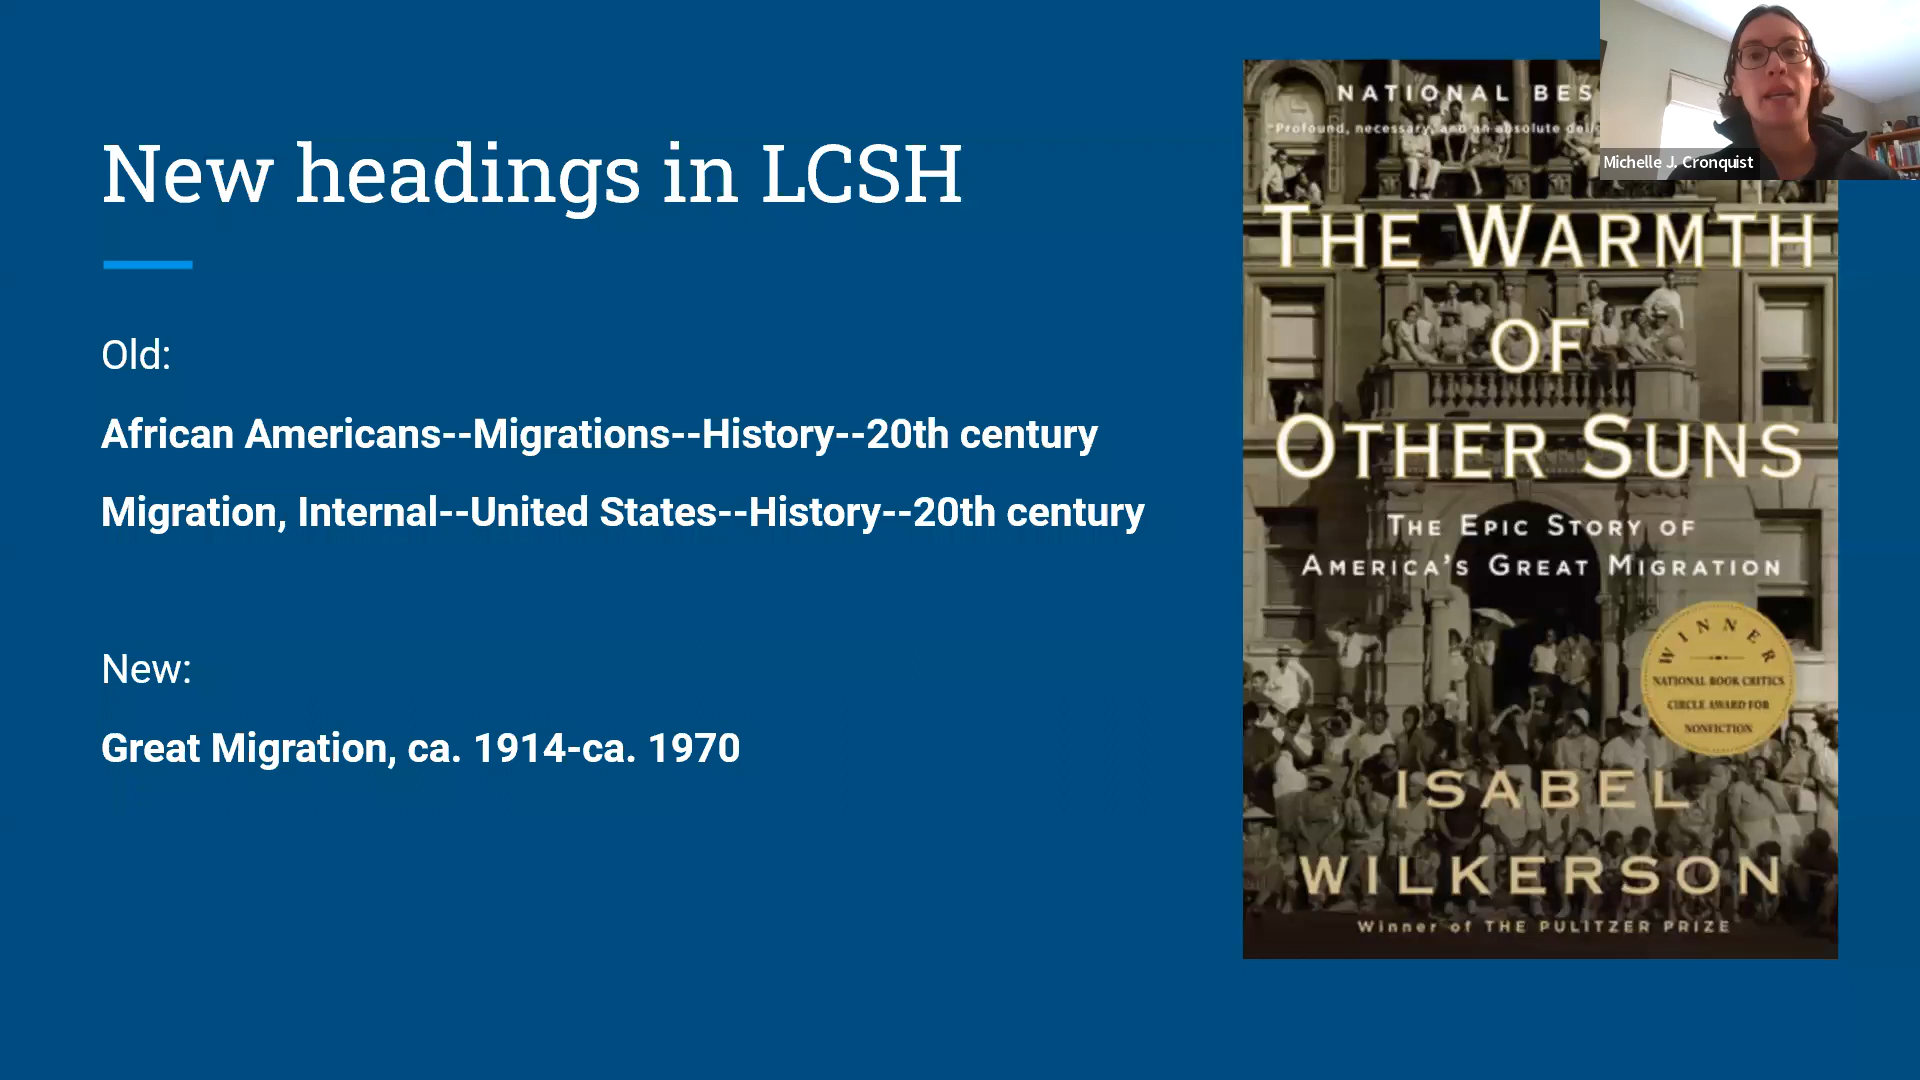 New headings in LCSH
Old:
African Americans--Migrations--History--20th century
Migration, Internal--United States--History--20th century
New:
Great Migration, ca. 1914-ca. 1970
NATIONAL BES
"Profound, necessary, and an absolute deli
THE WARMTH
OF
OTHER SUNS
THE EPIC STORY OF
AMERICA'S GREAT MIGRATION
WINNER
NATIONAL BOOK CRITICS
CIRCLE AWARD FOR
NONFICTION
ISABEL
WILKERSON
Winner of THE PULITZER PRIZE
Michelle J. Cronquist